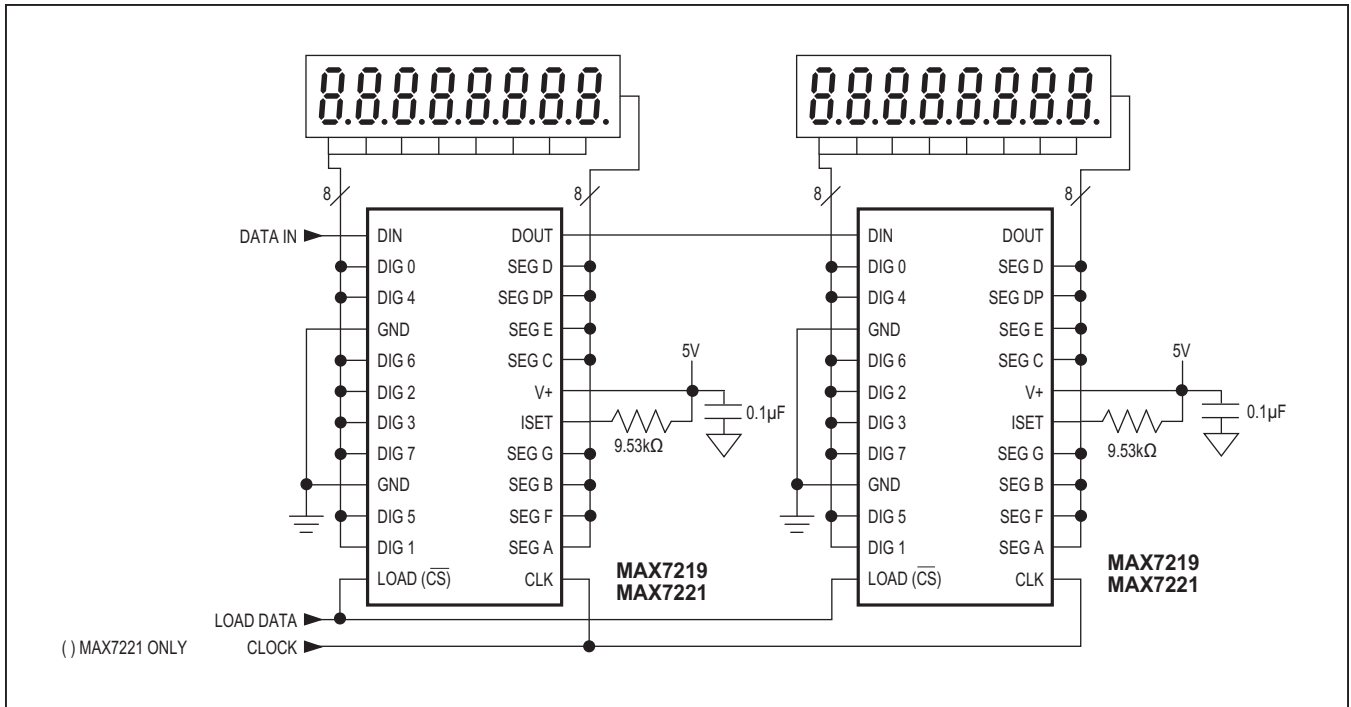 8.8.8.8.8.8.8.8.
8.8.8.8.8.8.8.8.
8
8
8
8
DATA IN
DIN
DOUT
DIN
DOUT
DIG 0
SEG D
DIG 0
SEG D
DIG 4
SEG DP
DIG 4
SEG DP
GND
SEG E
GND
SEG E
5V
5V
DIG 6
SEG C
DIG 6
SEG C
DIG 2
V+
DIG 2
V+
0.1µF
0.1µF
DIG 3
ISET
DIG 3
ISET
9.53kΩ
9.53kΩ
DIG 7
SEG G
DIG 7
SEG G
GND
SEG B
GND
SEG B
DIG 5
SEG F
DIG 5
SEG F
DIG 1
SEG A
DIG 1
SEG A
MAX7219
MAX7221
MAX7219
MAX7221
LOAD (C̅S̅)
CLK
LOAD (C̅S̅)
CLK
LOAD DATA
( ) MAX7221 ONLY
CLOCK